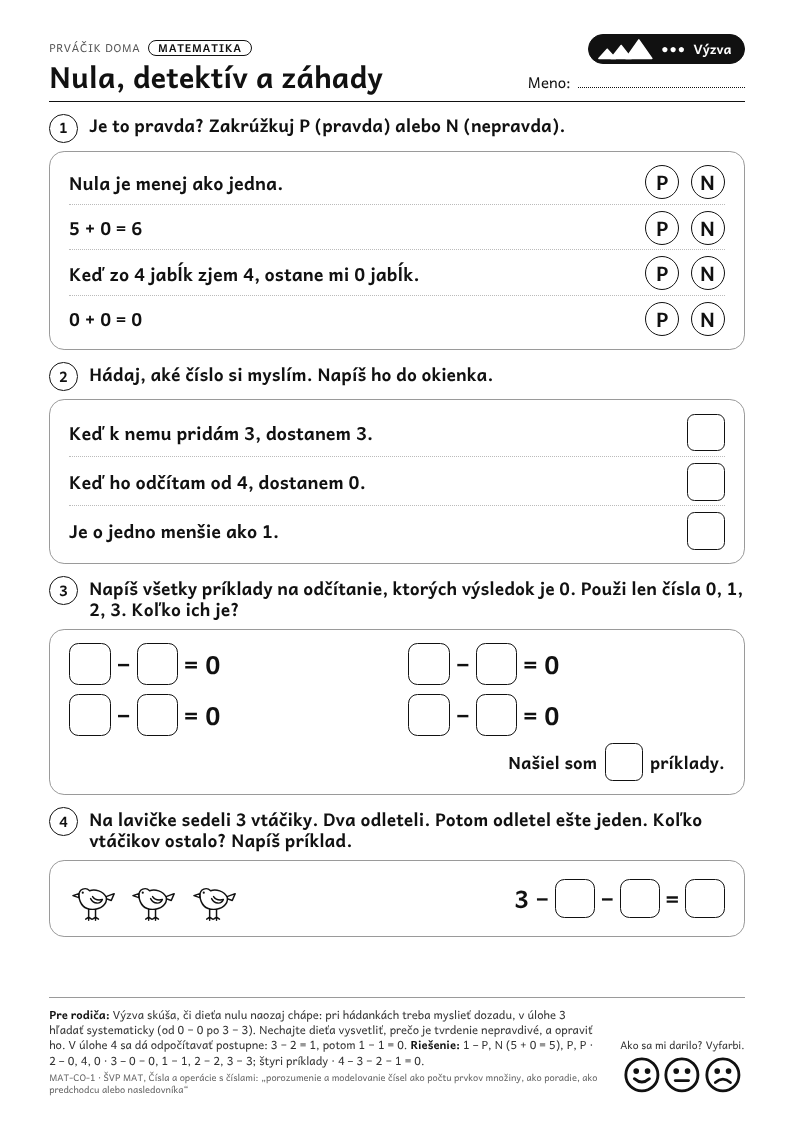 PRVÁČIK DOMA MATEMATIKA
••• Výzva
Nula, detektív a záhady
Meno:
1 Je to pravda? Zakrúžkuj P (pravda) alebo N (nepravda).
Nula je menej ako jedna. P N
5 + 0 = 6 P N
Keď zo 4 jabĺk zjem 4, ostane mi 0 jabĺk. P N
0 + 0 = 0 P N
2 Hádaj, aké číslo si myslím. Napíš ho do okienka.
Keď k nemu pridám 3, dostanem 3.
Keď ho odčítam od 4, dostanem 0.
Je o jedno menšie ako 1.
3 Napíš všetky príklady na odčítanie, ktorých výsledok je 0. Použi len čísla 0, 1,
2, 3. Koľko ich je?
– = 0 – = 0
– = 0 – = 0
Našiel som príklady.
4 Na lavičke sedeli 3 vtáčiky. Dva odleteli. Potom odletel ešte jeden. Koľko
vtáčikov ostalo? Napíš príklad.
3 – – =
Pre rodiča: Výzva skúša, či dieťa nulu naozaj chápe: pri hádankách treba myslieť dozadu, v úlohe 3
hľadať systematicky (od 0 − 0 po 3 − 3). Nechajte dieťa vysvetliť, prečo je tvrdenie nepravdivé, a opraviť
ho. V úlohe 4 sa dá odpočítavať postupne: 3 − 2 = 1, potom 1 − 1 = 0. Riešenie: 1 – P, N (5 + 0 = 5), P, P ·
2 – 0, 4, 0 · 3 – 0 − 0, 1 − 1, 2 − 2, 3 − 3; štyri príklady · 4 – 3 − 2 − 1 = 0.
MAT-CO-1 · ŠVP MAT, Čísla a operácie s číslami: „porozumenie a modelovanie čísel ako počtu prvkov množiny, ako poradie, ako
predchodcu alebo nasledovníka"
Ako sa mi darilo? Vyfarbi.